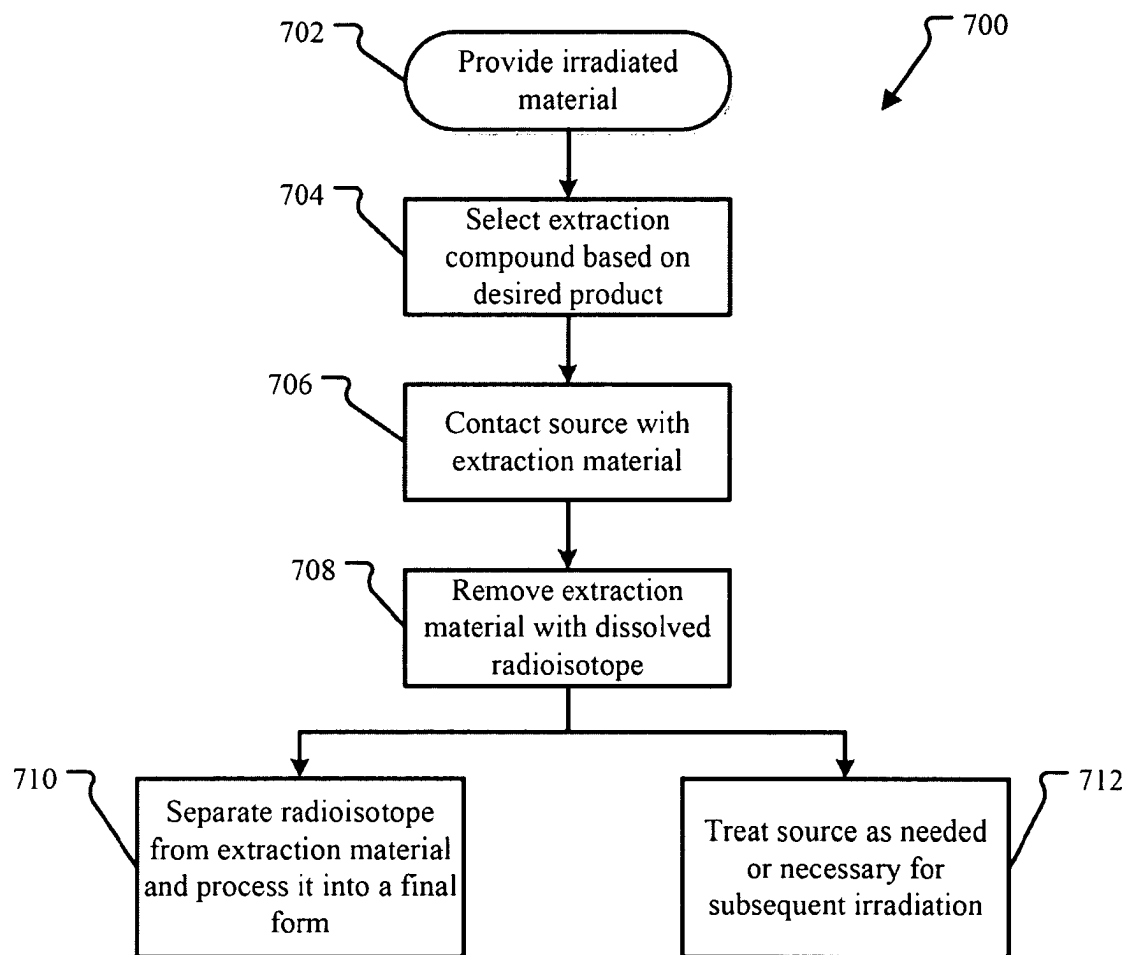 702
700
Provide irradiated
material
704
Select extraction
compound based on
desired product
706
Contact source with
extraction material
708
Remove extraction
material with dissolved
radioisotope
710
Separate radioisotope
from extraction material
and process it into a final
form
712
Treat source as needed
or necessary for
subsequent irradiation